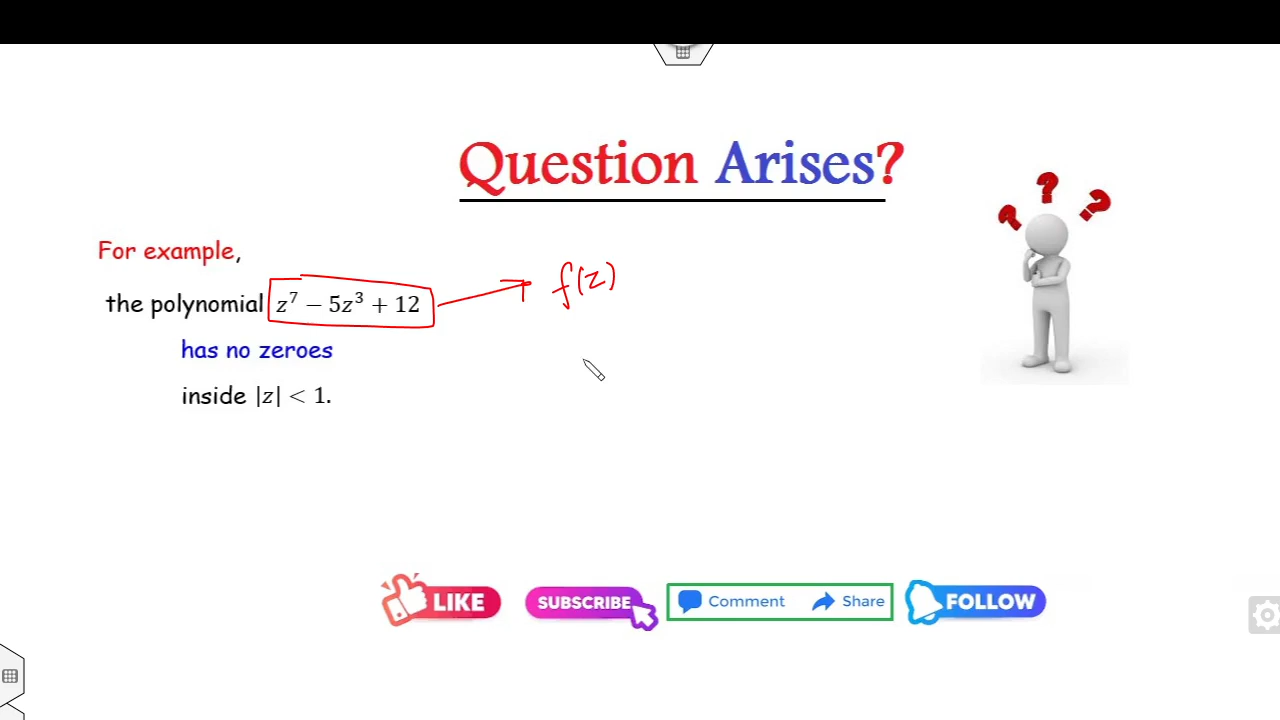 Question Arises?
For example,
the polynomial z⁷ − 5z³ + 12
f(z)
has no zeroes
inside |z| < 1.
LIKE
SUBSCRIBE
Comment Share
FOLLOW